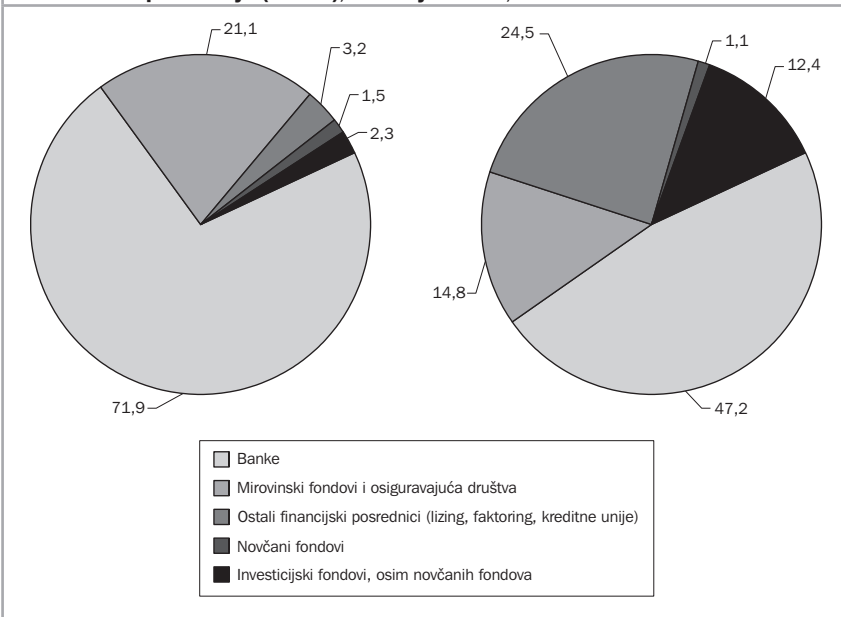 21,1
3,2
1,5
2,3
71,9
24,5
1,1
12,4
14,8
47,2
Banke
Mirovinski fondovi i osiguravajuća društva
Ostali financijski posrednici (lizing, faktoring, kreditne unije)
Novčani fondovi
Investicijski fondovi, osim novčanih fondova